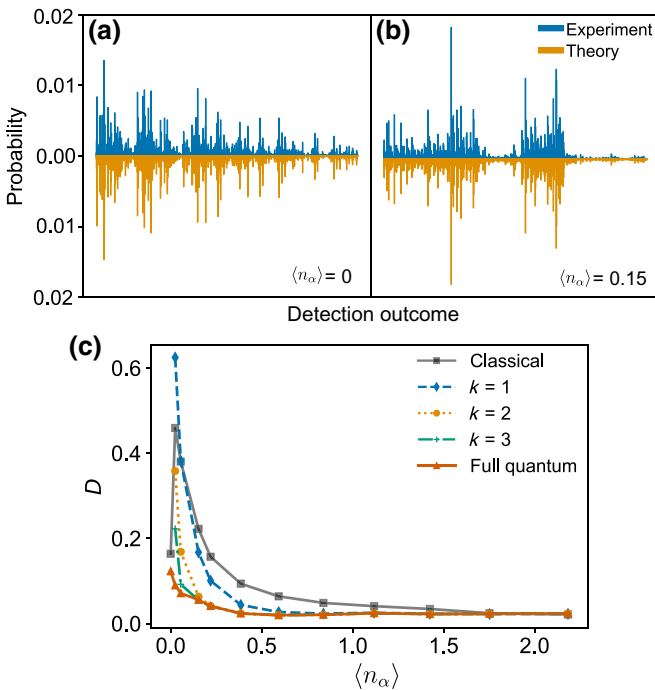 (a)
(b)
Experiment
Theory
Probability
0.02
0.01
0.00
0.01
0.02
⟨n_α⟩ = 0
⟨n_α⟩ = 0.15
Detection outcome
(c)
Classical
k = 1
k = 2
k = 3
Full quantum
D
0.6
0.4
0.2
0.0
0.0 0.5 1.0 1.5 2.0
⟨n_α⟩